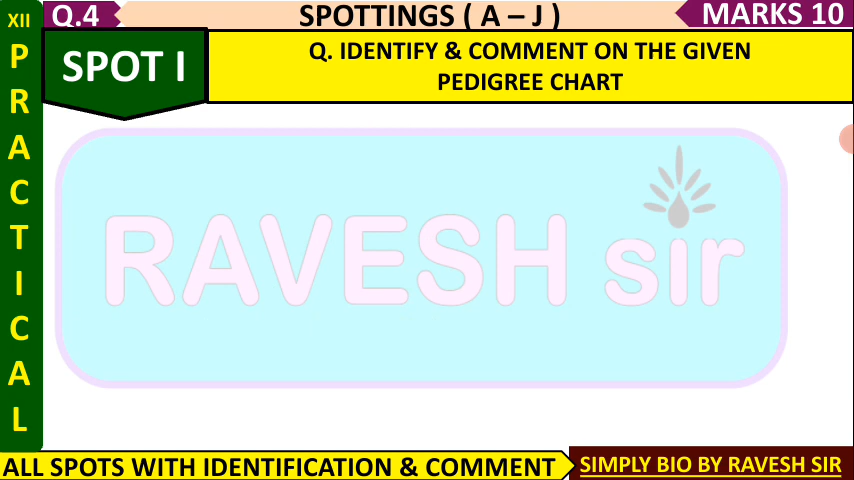 XII
PRACTICAL
Q.4
SPOTTINGS ( A – J )
MARKS 10
SPOT I
Q. IDENTIFY & COMMENT ON THE GIVEN
PEDIGREE CHART
RAVESH sir
ALL SPOTS WITH IDENTIFICATION & COMMENT
SIMPLY BIO BY RAVESH SIR